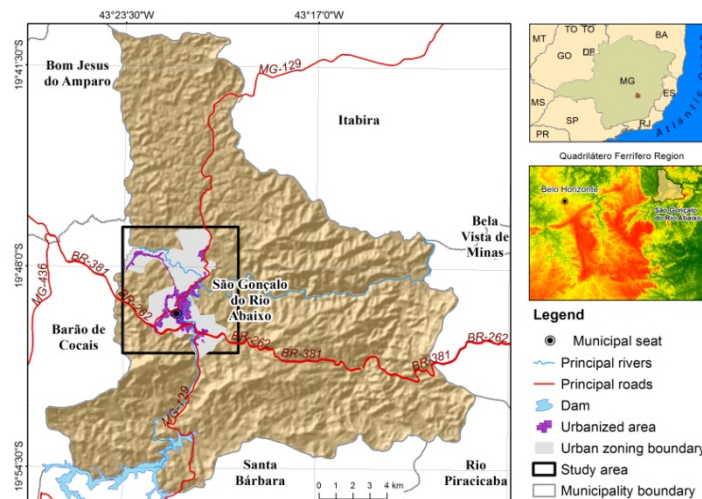 43°23'30"W
43°17'0"W
19°41'30"S
19°48'0"S
19°54'30"S
Bom Jesus
do Amparo
MG-129
Itabira
Bela
Vista de
Minas
BR-381
MG-436
BR-262
São Gonçalo
do Rio
Abaixo
Barão de
Cocais
BR-262
BR-381
BR-381
BR-262
MG-129
Santa
Bárbara
Rio
Piracicaba
0 1 2 3 4 km
MT
TO
TO
BA
GO
DF
MG
ES
MS
SP
RJ
PR
Atlantic
Quadrilátero Ferrífero Region
Belo Horizonte
São Gonçalo
do Rio Abaixo
Legend
Municipal seat
Principal rivers
Principal roads
Dam
Urbanized area
Urban zoning boundary
Study area
Municipality boundary